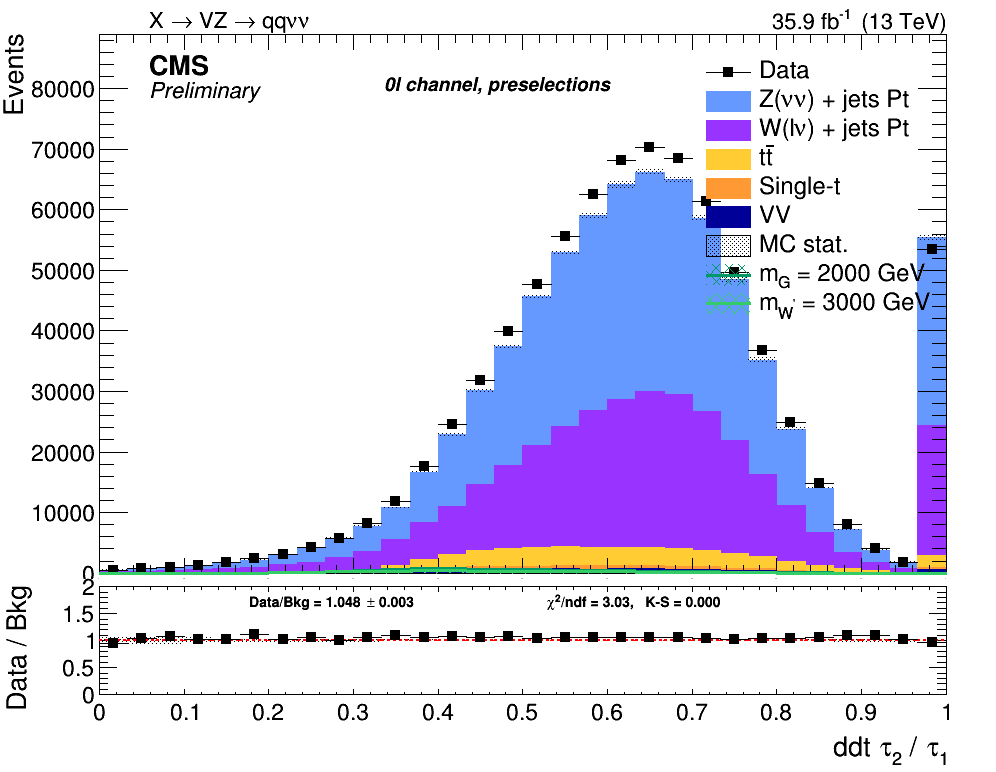 X → VZ → qqνν
35.9 fb⁻¹ (13 TeV)
Events
CMS
Preliminary
0l channel, preselections
Data
Z(νν) + jets Pt
W(lν) + jets Pt
tt̄
Single-t
VV
MC stat.
m_G = 2000 GeV
m_W' = 3000 GeV
80000
70000
60000
50000
40000
30000
20000
10000
0
Data / Bkg
Data/Bkg = 1.048 ± 0.003
χ²/ndf = 3.03, K-S = 0.000
2
1.5
1
0.5
0
0 0.1 0.2 0.3 0.4 0.5 0.6 0.7 0.8 0.9 1
ddt τ₂ / τ₁